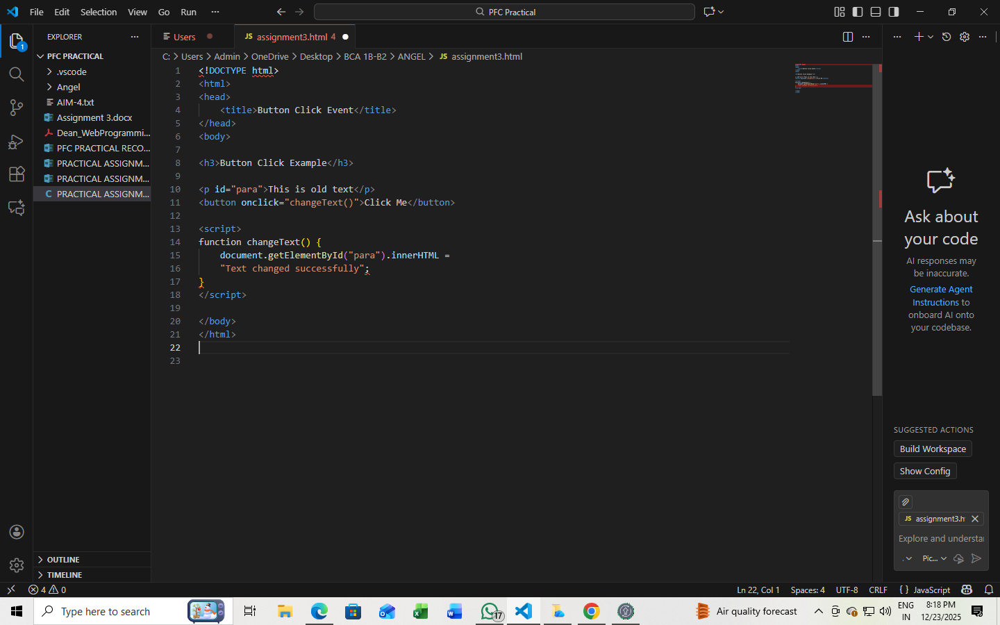 File Edit Selection View Go Run ··· PFC Practical
EXPLORER ···
PFC PRACTICAL
.vscode
Angel
AIM-4.txt
Assignment 3.docx
Dean_WebProgrammi...
PFC PRACTICAL RECO...
PRACTICAL ASSIGNM...
PRACTICAL ASSIGNM...
C PRACTICAL ASSIGNM...
OUTLINE
TIMELINE
1
Users
JS assignment3.html 4
C: > Users > Admin > OneDrive > Desktop > BCA 1B-B2 > ANGEL > JS assignment3.html
1 <!DOCTYPE html>
2 <html>
3 <head>
4 <title>Button Click Event</title>
5 </head>
6 <body>
7
8 <h3>Button Click Example</h3>
9
10 <p id="para">This is old text</p>
11 <button onclick="changeText()">Click Me</button>
12
13 <script>
14 function changeText() {
15 document.getElementById("para").innerHTML =
16 "Text changed successfully";
17 }
18 </script>
19
20 </body>
21 </html>
22
23
Ask about
your code
AI responses may
be inaccurate.
Generate Agent
Instructions to
onboard AI onto
your codebase.
SUGGESTED ACTIONS
Build Workspace
Show Config
JS assignment3.h
Explore and understan
. Pic...
4 0 Ln 22, Col 1 Spaces: 4 UTF-8 CRLF { } JavaScript
Type here to search
17
Air quality forecast
ENG
IN
8:18 PM
12/23/2025